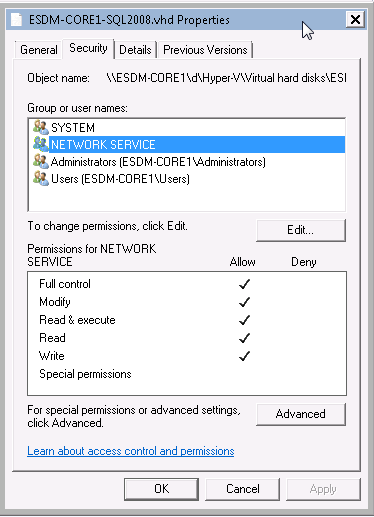 ESDM-CORE1-SQL2008.vhd Properties
General Security Details Previous Versions
Object name: \\ESDM-CORE1\d\Hyper-V\Virtual hard disks\ESI
Group or user names:
SYSTEM
NETWORK SERVICE
Administrators (ESDM-CORE1\Administrators)
Users (ESDM-CORE1\Users)
To change permissions, click Edit.
Edit...
Permissions for NETWORK
SERVICE Allow Deny
Full control
Modify
Read & execute
Read
Write
Special permissions
For special permissions or advanced settings,
click Advanced.
Advanced
Learn about access control and permissions
OK Cancel Apply